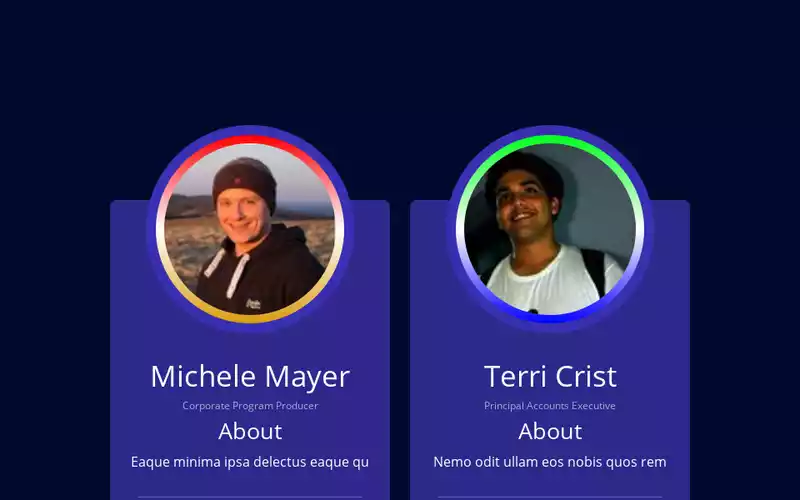 Michele Mayer
Corporate Program Producer
About
Eaque minima ipsa delectus eaque qu
Terri Crist
Principal Accounts Executive
About
Nemo odit ullam eos nobis quos rem